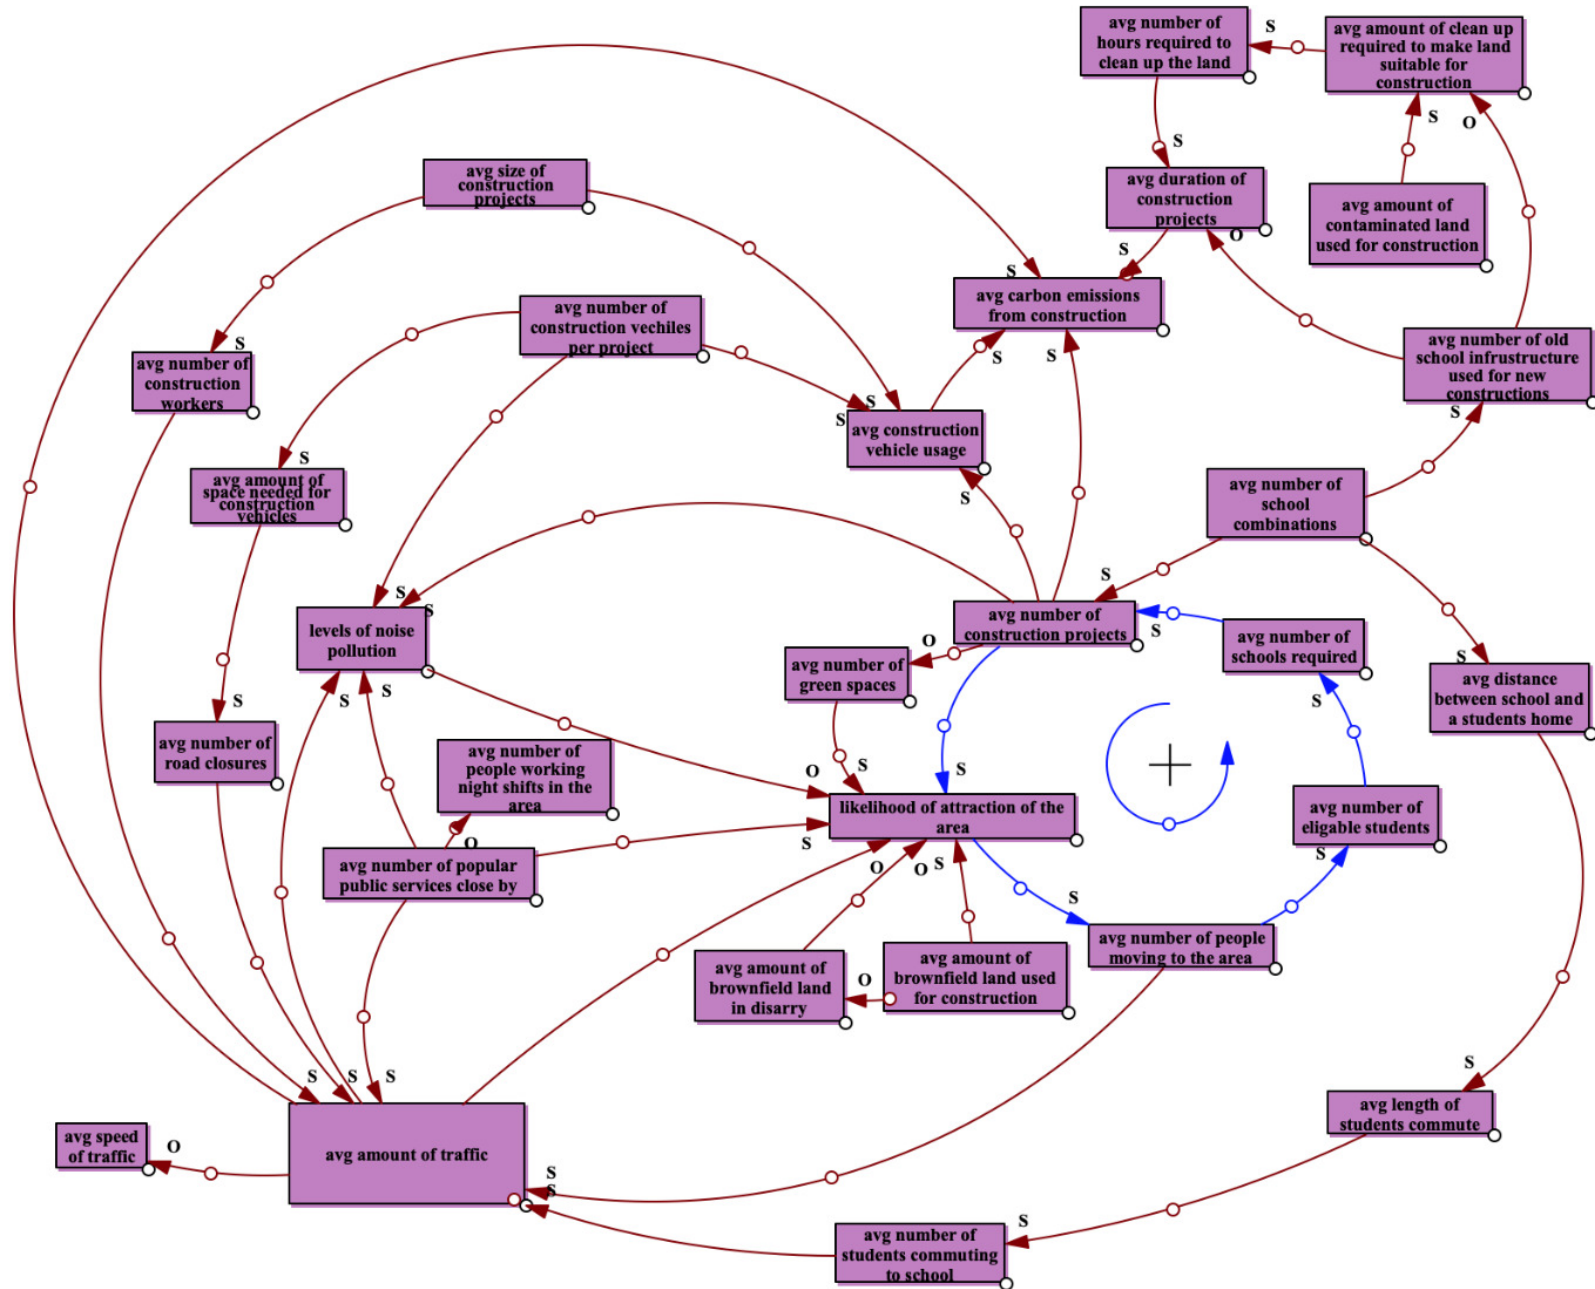 avg number of
hours required to
clean up the land
S
avg amount of clean up
required to make land
suitable for
construction
S
O
S
avg size of
construction
projects
avg duration of
construction
projects
avg amount of
contaminated land
used for construction
S
O
S
avg carbon emissions
from construction
avg number of
construction vechiles
per project
avg number of old
school infrustructure
used for new
constructions
S
avg number of
construction
workers
S
S
S
S
avg construction
vehicle usage
S
S
avg amount of
space needed for
construction
vehicles
S
avg number of
school
combinations
S
S
S
levels of noise
pollution
avg number of
construction projects
S
avg number of
schools required
O
avg number of
green spaces
S
avg distance
between school and
a students home
S
S
S
S
avg number of
road closures
avg number of
people working
night shifts in the
area
O
S
S
O
likelihood of attraction of the
area
avg number of
eligable students
S
avg number of popular
public services close by
S
O
O
S
S
avg number of people
moving to the area
avg amount of
brownfield land
in disarry
O
avg amount of
brownfield land used
for construction
S
S
S
S
avg length of
students commute
avg speed
of traffic
O
avg amount of traffic
S
S
S
avg number of
students commuting
to school